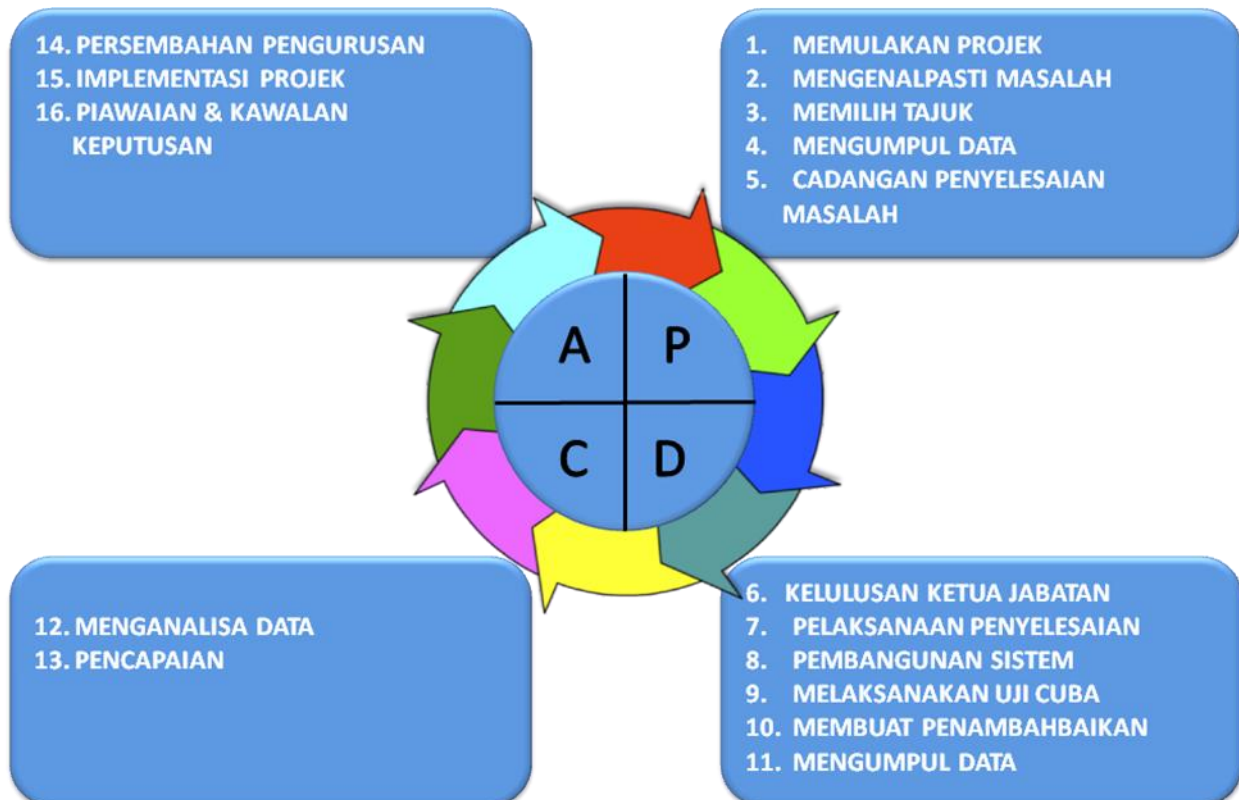 14. PERSEMBAHAN PENGURUSAN
15. IMPLEMENTASI PROJEK
16. PIAWAIAN & KAWALAN
KEPUTUSAN
1. MEMULAKAN PROJEK
2. MENGENALPASTI MASALAH
3. MEMILIH TAJUK
4. MENGUMPUL DATA
5. CADANGAN PENYELESAIAN
MASALAH
A P
C D
12. MENGANALISA DATA
13. PENCAPAIAN
6. KELULUSAN KETUA JABATAN
7. PELAKSANAAN PENYELESAIAN
8. PEMBANGUNAN SISTEM
9. MELAKSANAKAN UJI CUBA
10. MEMBUAT PENAMBAHBAIKAN
11. MENGUMPUL DATA